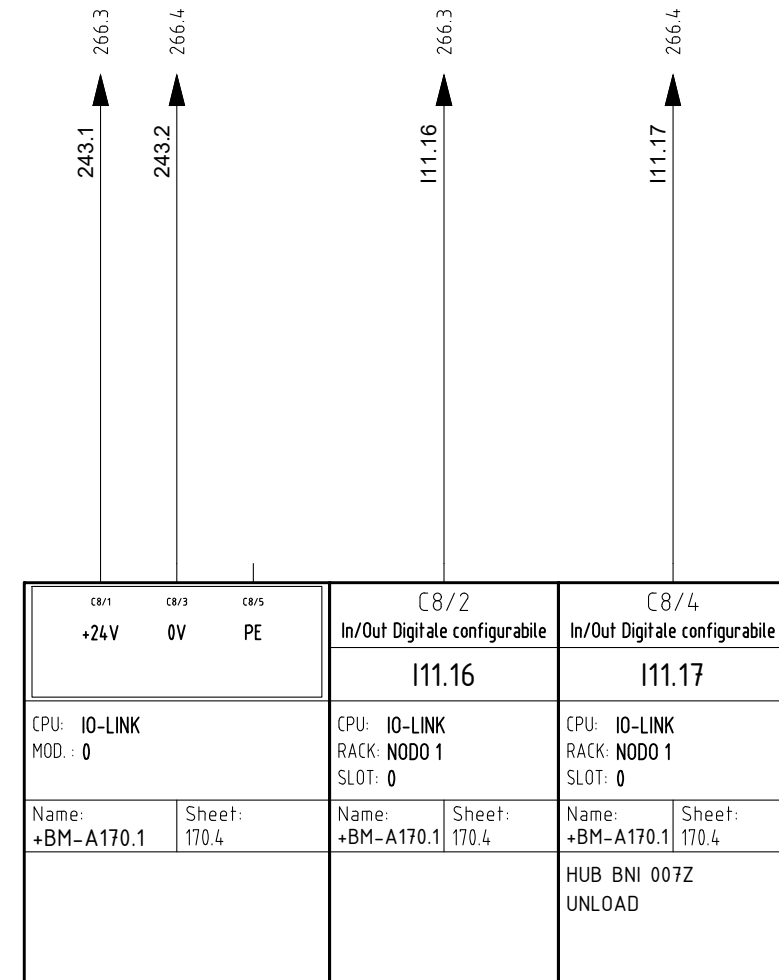 266.3
266.4
266.3
266.4
243.1
243.2
I11.16
I11.17
C8/1 C8/3 C8/5
+24V 0V PE
C8/2
In/Out Digitale configurabile
I11.16
C8/4
In/Out Digitale configurabile
I11.17
CPU: IO-LINK
MOD. : 0
CPU: IO-LINK
RACK: NODO 1
SLOT: 0
CPU: IO-LINK
RACK: NODO 1
SLOT: 0
Name: Sheet:
+BM-A170.1 170.4
Name: Sheet:
+BM-A170.1 170.4
Name: Sheet:
+BM-A170.1 170.4
HUB BNI 007Z
UNLOAD